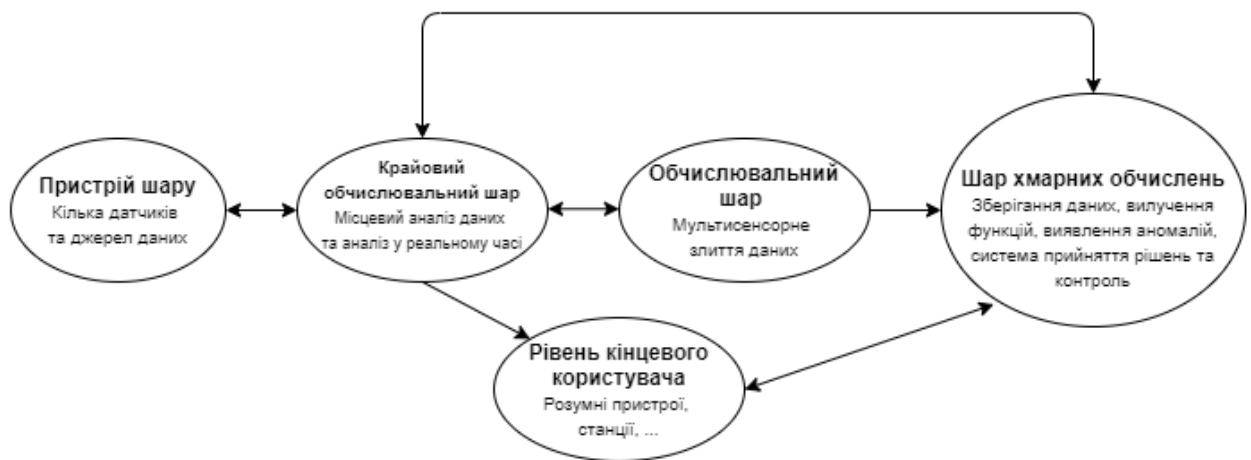 Пристрій шару
Кілька датчиків
та джерел даних
Крайовий
обчислювальний шар
Місцевий аналіз даних
та аналіз у реальному часі
Обчислювальний
шар
Мультисенсорне
злиття даних
Шар хмарних обчислень
Зберігання даних, вилучення
функцій, виявлення аномалій,
система прийняття рішень та
контроль
Рівень кінцевого
користувача
Розумні пристрої,
станції, ...